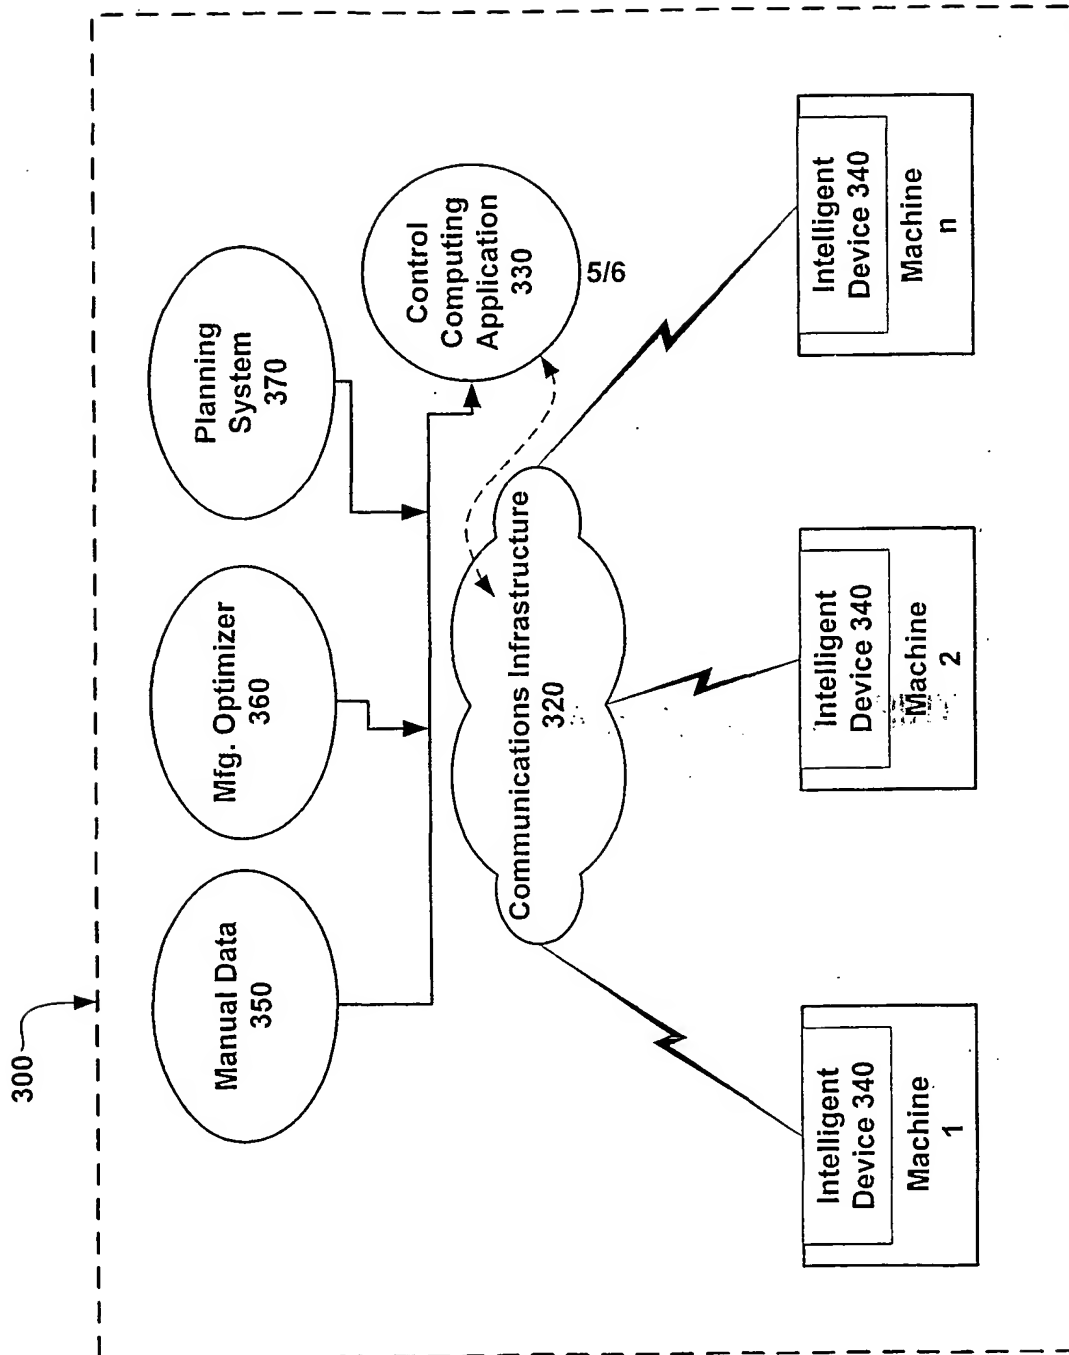 300
Manual Data
350
Mfg. Optimizer
360
Planning
System
370
Control
Computing
Application
330
5/6
Communications Infrastructure
320
Intelligent
Device 340
Machine
1
Intelligent
Device 340
Machine
2
Intelligent
Device 340
Machine
n